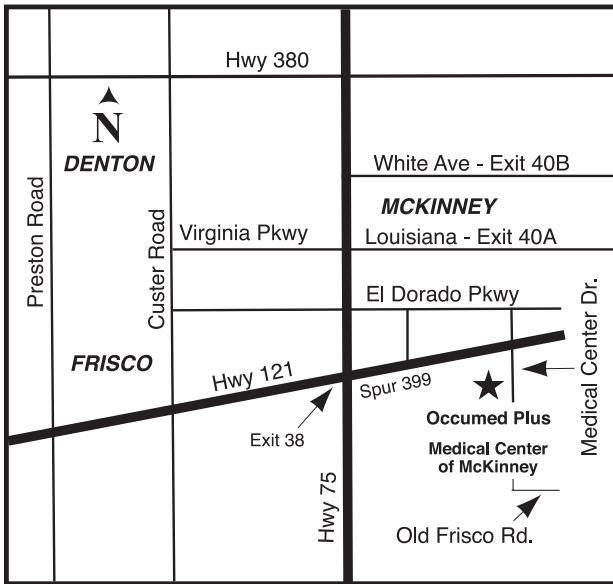 Hwy 380
N
DENTON
White Ave - Exit 40B
MCKINNEY
Preston Road
Custer Road
Virginia Pkwy
Louisiana - Exit 40A
El Dorado Pkwy
Medical Center Dr.
FRISCO
Hwy 121
Spur 399
Exit 38
Occumed Plus
Medical Center
of McKinney
Hwy 75
Old Frisco Rd.